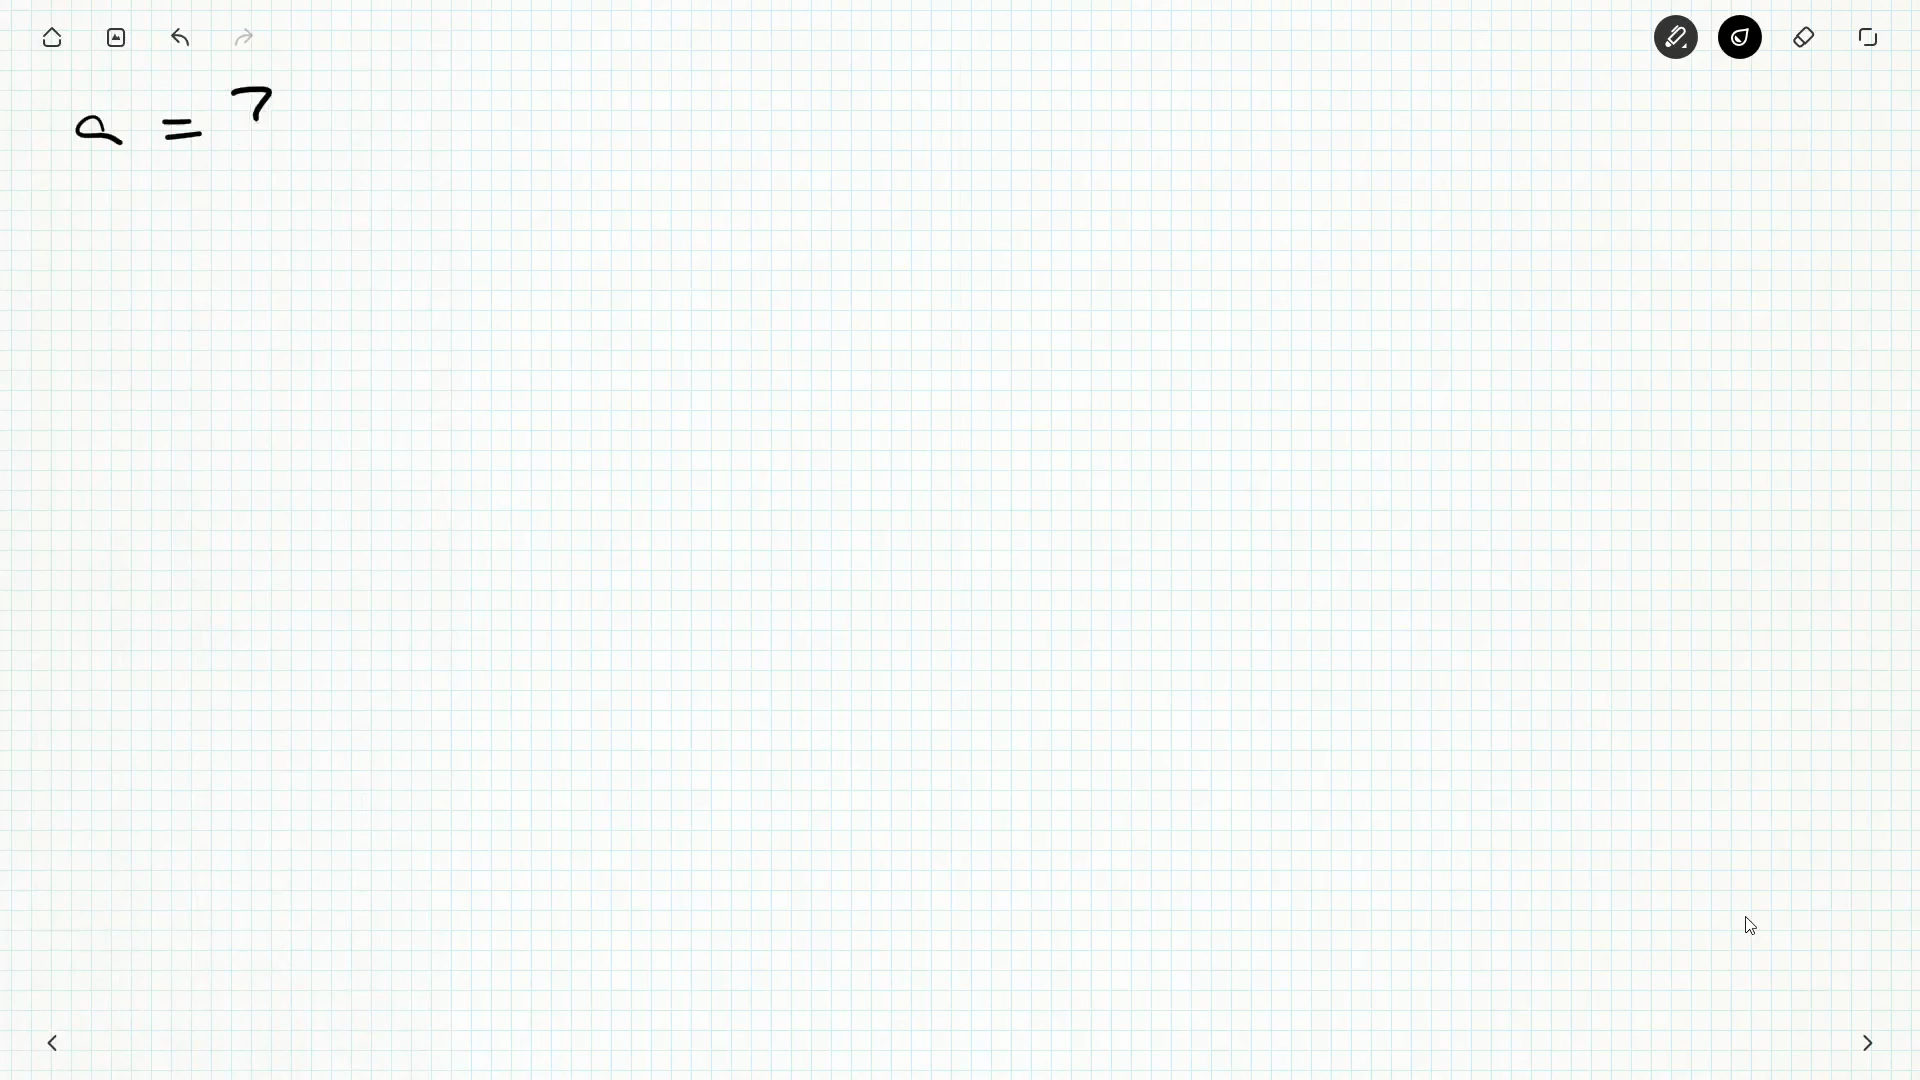 a = 7